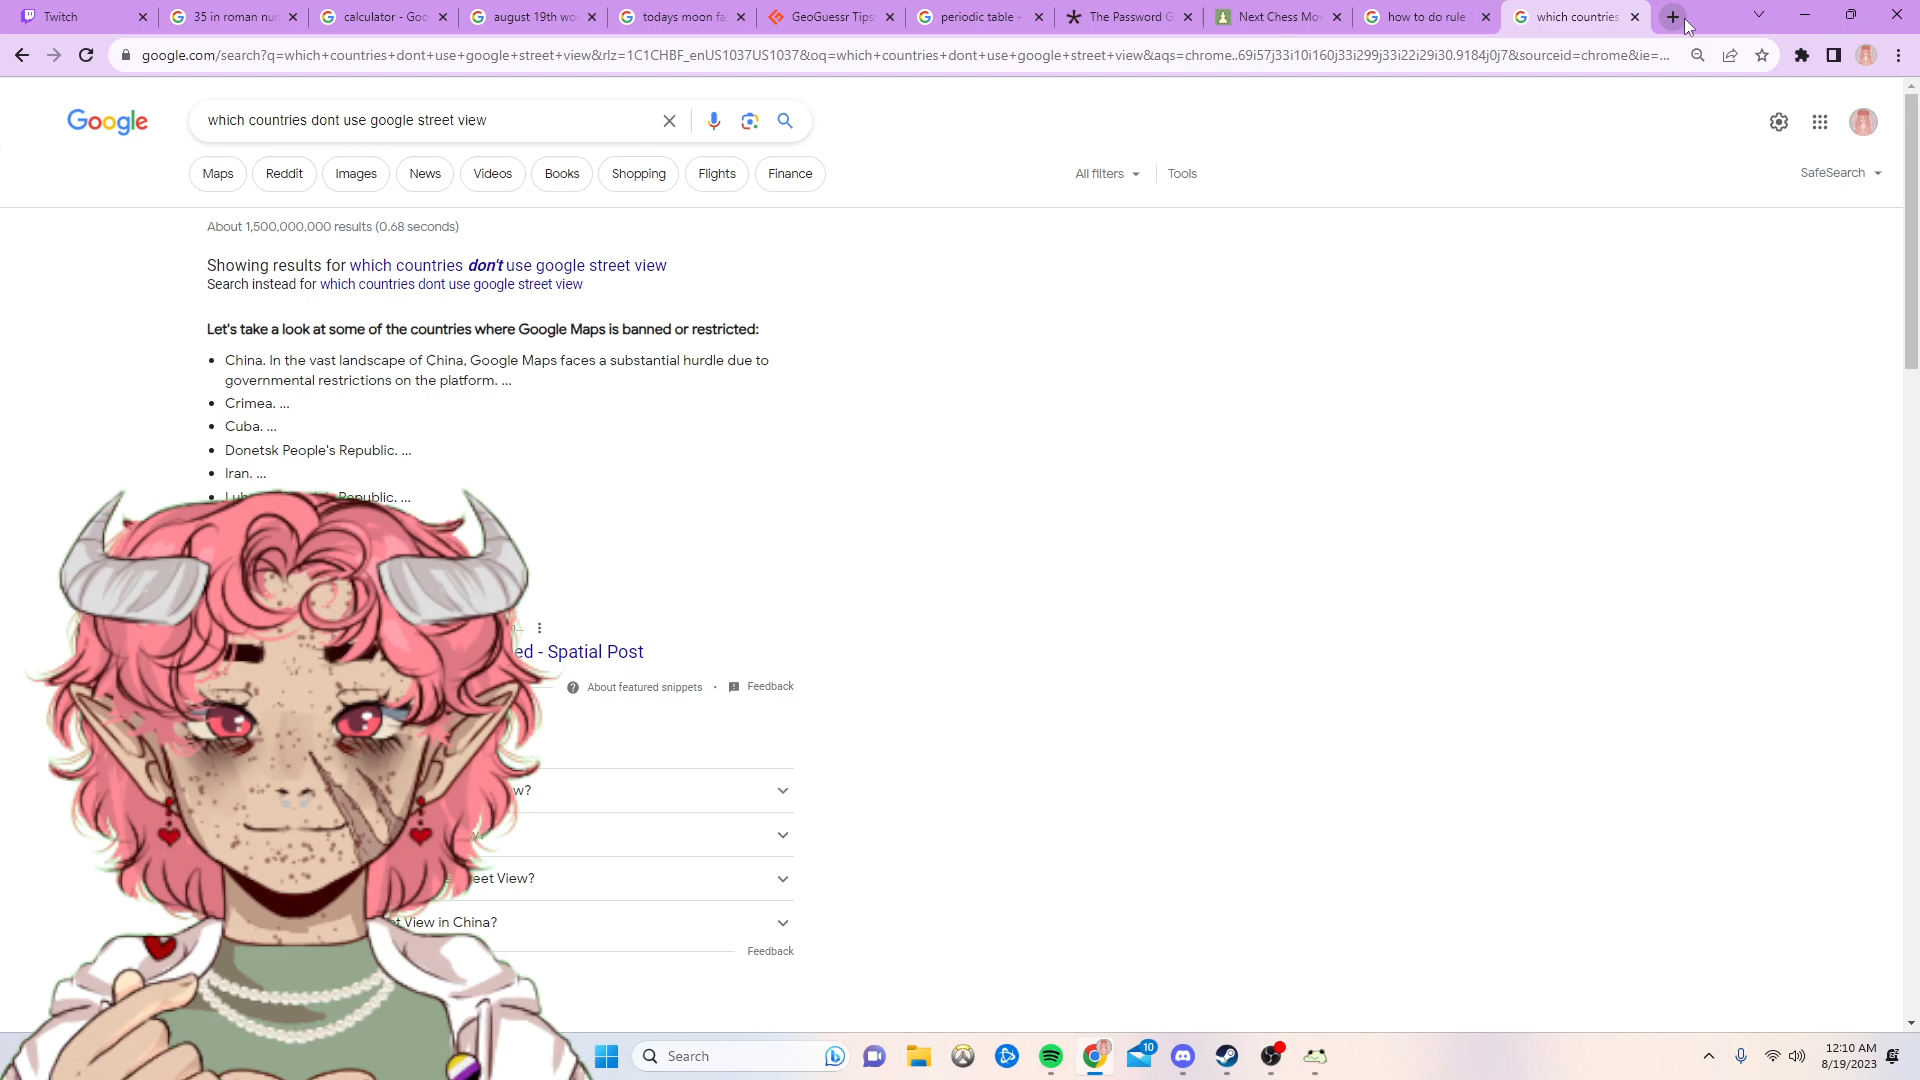 Twitch
35 in roman nu
calculator - Goo
august 19th wo
todays moon fa
GeoGuessr Tips
periodic table -
The Password G
Next Chess Mov
how to do rule
which countries
google.com/search?q=which+countries+dont+use+google+street+view&rlz=1C1CHBF_enUS1037US1037&oq=which+countries+dont+use+google+street+view&aqs=chrome..69i57j33i10i160j33i299j33i22i29i30.9184j0j7&sourceid=chrome&ie=...
Google
which countries dont use google street view
Maps
Reddit
Images
News
Videos
Books
Shopping
Flights
Finance
All filters
Tools
SafeSearch
About 1,500,000,000 results (0.68 seconds)
Showing results for which countries don't use google street view
Search instead for which countries dont use google street view
Let's take a look at some of the countries where Google Maps is banned or restricted:
China. In the vast landscape of China, Google Maps faces a substantial hurdle due to
governmental restrictions on the platform. ...
Crimea. ...
Cuba. ...
Donetsk People's Republic. ...
Iran. ...
Republic. ...
ed - Spatial Post
About featured snippets
Feedback
w?
eet View?
View in China?
Feedback
Search
10
12:10 AM
8/19/2023